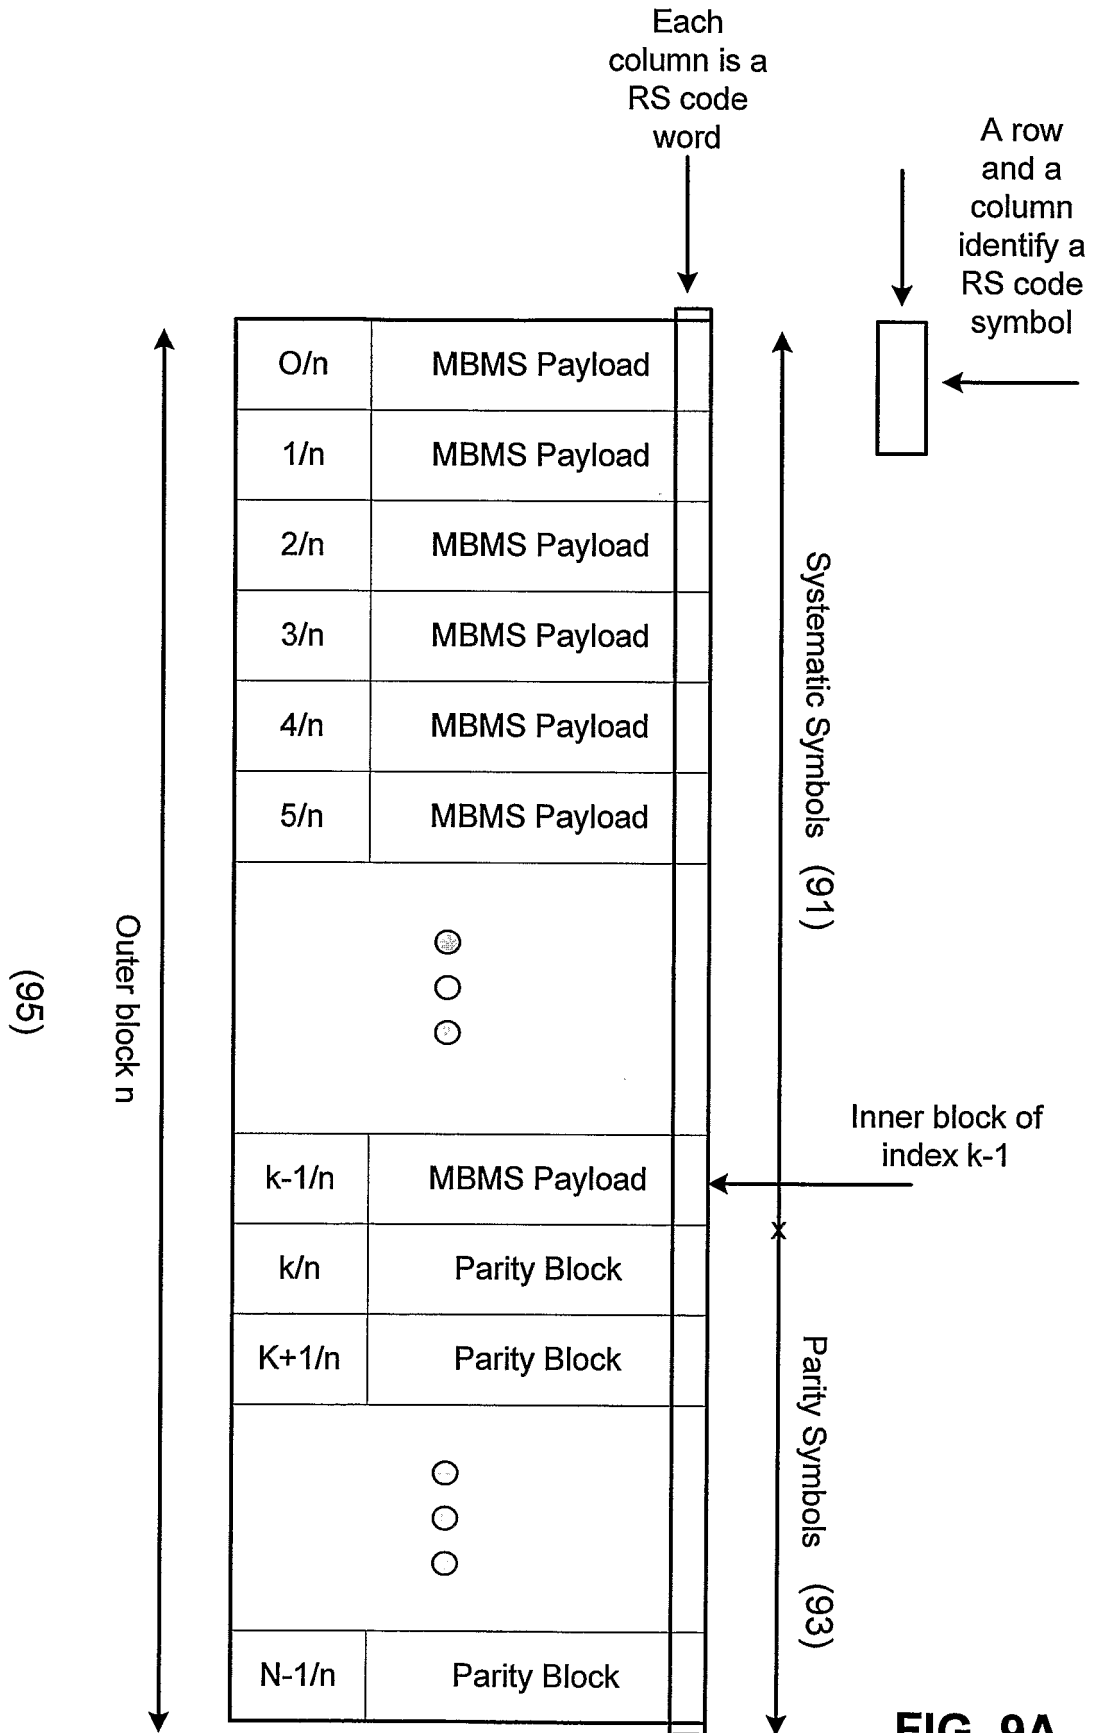 Each
column is a
RS code
word
A row
and a
column
identify a
RS code
symbol
O/n MBMS Payload
1/n MBMS Payload
2/n MBMS Payload
3/n MBMS Payload
4/n MBMS Payload
5/n MBMS Payload
Systematic Symbols (91)
Outer block n
(95)
Inner block of
index k-1
k-1/n MBMS Payload
x
k/n Parity Block
K+1/n Parity Block
Parity Symbols (93)
N-1/n Parity Block
FIG. 9A